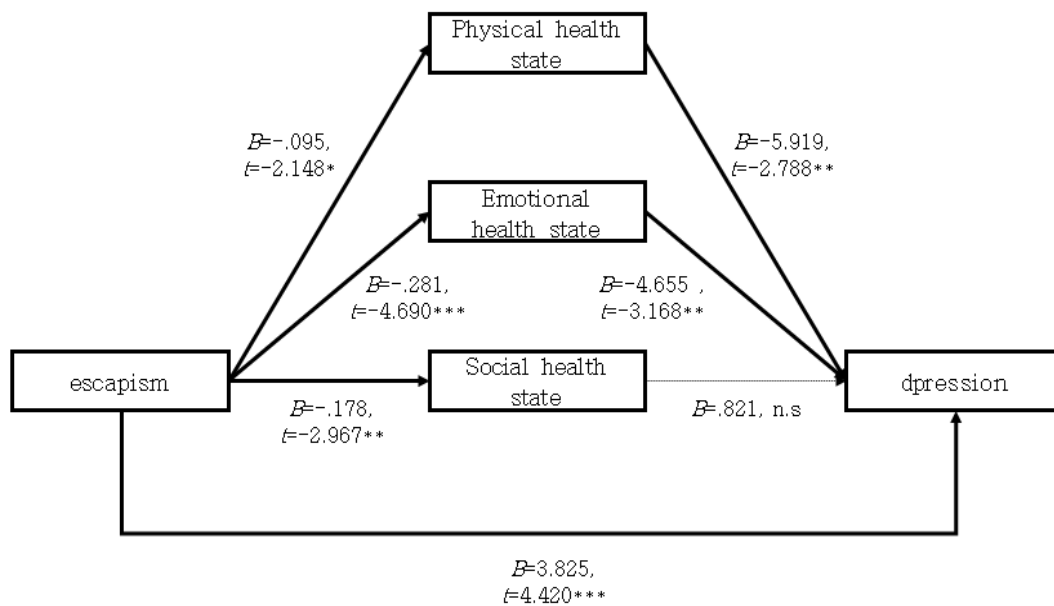 Physical health
state
B=-.095,
t=-2.148*
B=-5.919,
t=-2.788**
Emotional
health state
B=-.281,
t=-4.690***
B=-4.655 ,
t=-3.168**
escapism
Social health
state
dpression
B=-.178,
t=-2.967**
B=.821, n.s
B=3.825,
t=4.420***